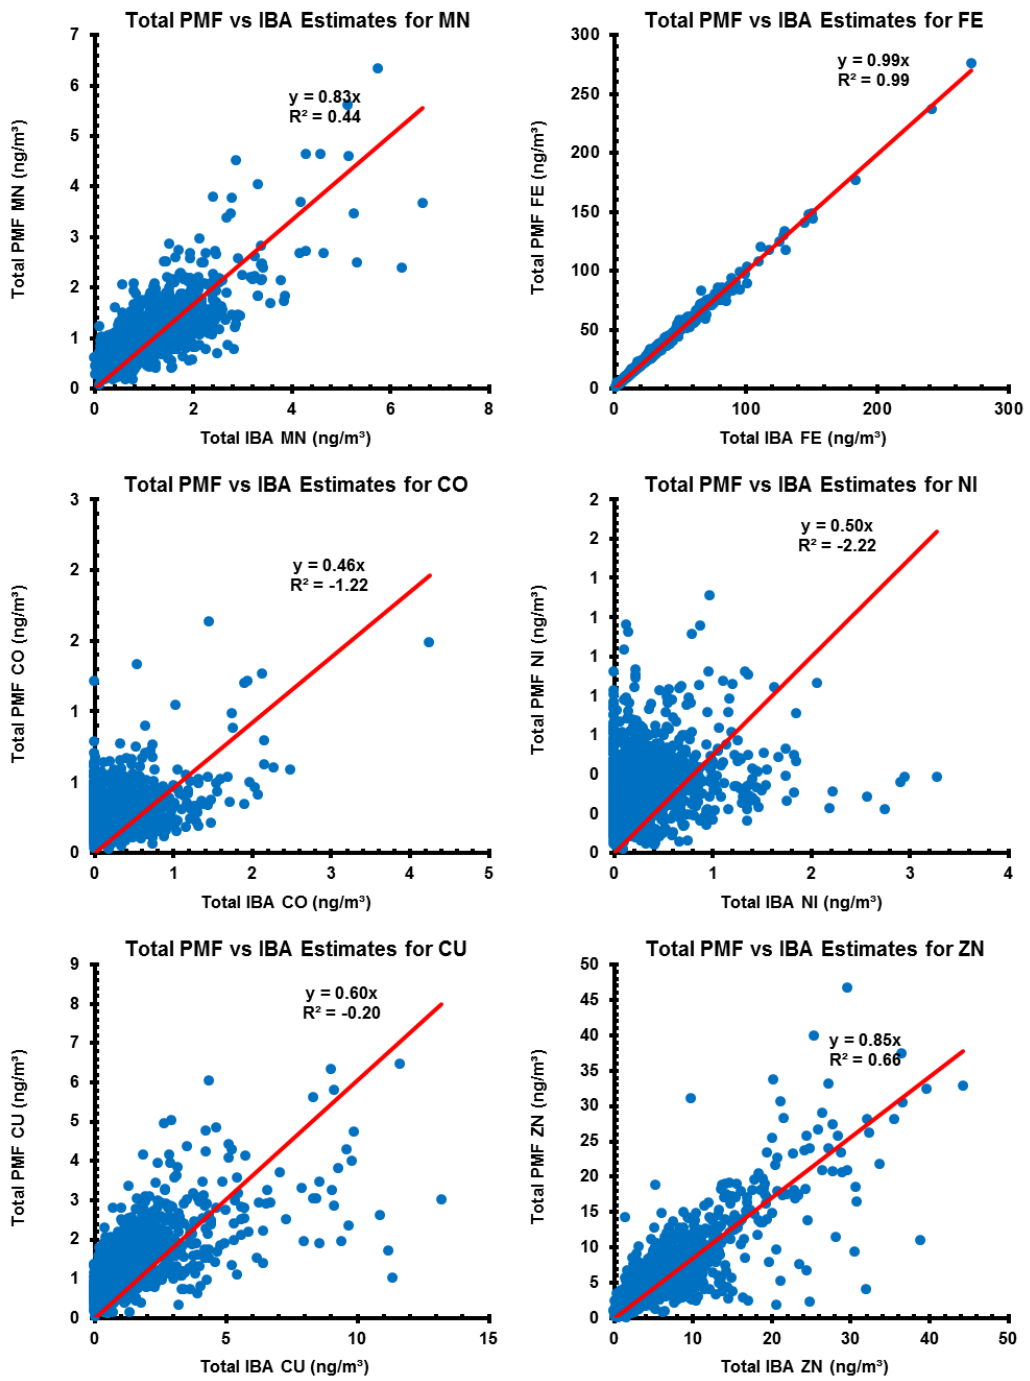 Total PMF vs IBA Estimates for MN
7
6
5
4
3
2
1
0
Total PMF MN (ng/m³)
y = 0.83x
R² = 0.44
0 2 4 6 8
Total IBA MN (ng/m³)
Total PMF vs IBA Estimates for FE
300
250
200
150
100
50
0
Total PMF FE (ng/m³)
y = 0.99x
R² = 0.99
0 100 200 300
Total IBA FE (ng/m³)
Total PMF vs IBA Estimates for CO
3
2
2
1
1
0
Total PMF CO (ng/m³)
y = 0.46x
R² = -1.22
0 1 2 3 4 5
Total IBA CO (ng/m³)
Total PMF vs IBA Estimates for NI
2
2
1
1
1
1
1
0
0
0
Total PMF NI (ng/m³)
y = 0.50x
R² = -2.22
0 1 2 3 4
Total IBA NI (ng/m³)
Total PMF vs IBA Estimates for CU
9
8
7
6
5
4
3
2
1
0
Total PMF CU (ng/m³)
y = 0.60x
R² = -0.20
0 5 10 15
Total IBA CU (ng/m³)
Total PMF vs IBA Estimates for ZN
50
45
40
35
30
25
20
15
10
5
0
Total PMF ZN (ng/m³)
y = 0.85x
R² = 0.66
0 10 20 30 40 50
Total IBA ZN (ng/m³)